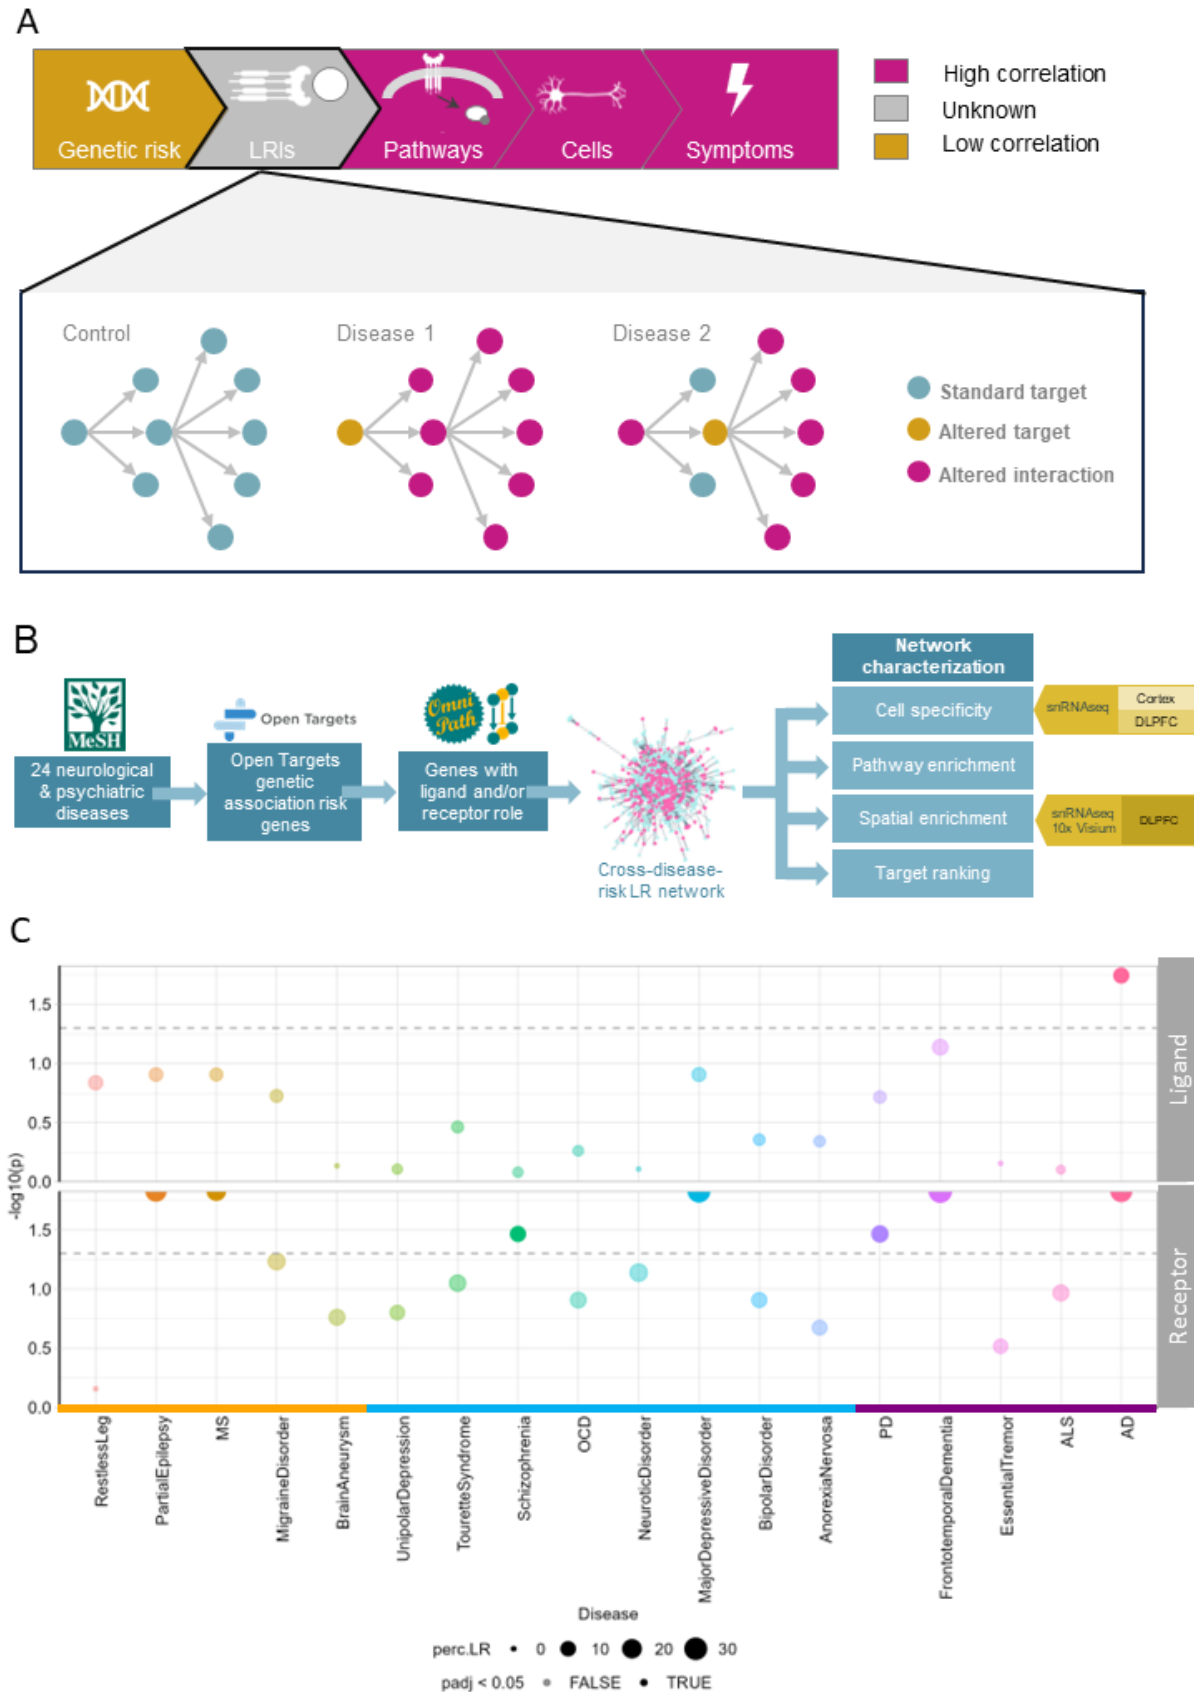 A
Genetic risk
LRIs
Pathways
Cells
Symptoms
High correlation
Unknown
Low correlation
Control
Disease 1
Disease 2
Standard target
Altered target
Altered interaction
B
MeSH
24 neurological
& psychiatric
diseases
Open Targets
Open Targets
genetic
association risk
genes
Omni
Path
Genes with
ligand and/or
receptor role
Cross-disease-
risk LR network
Network
characterization
Cell specificity
Pathway enrichment
Spatial enrichment
Target ranking
snRNAseq
Cortex
DLPFC
snRNAseq
10x Visium
DLPFC
C
1.5
1.0
0.5
0.0
Ligand
-log10(p)
1.5
1.0
0.5
0.0
Receptor
RestlessLeg
PartialEpilepsy
MS
MigraineDisorder
BrainAneurysm
UnipolarDepression
TouretteSyndrome
Schizophrenia
OCD
NeuroticDisorder
MajorDepressiveDisorder
BipolarDisorder
AnorexiaNervosa
PD
FrontotemporalDementia
EssentialTremor
ALS
AD
Disease
perc.LR 0 10 20 30
padj < 0.05 FALSE TRUE